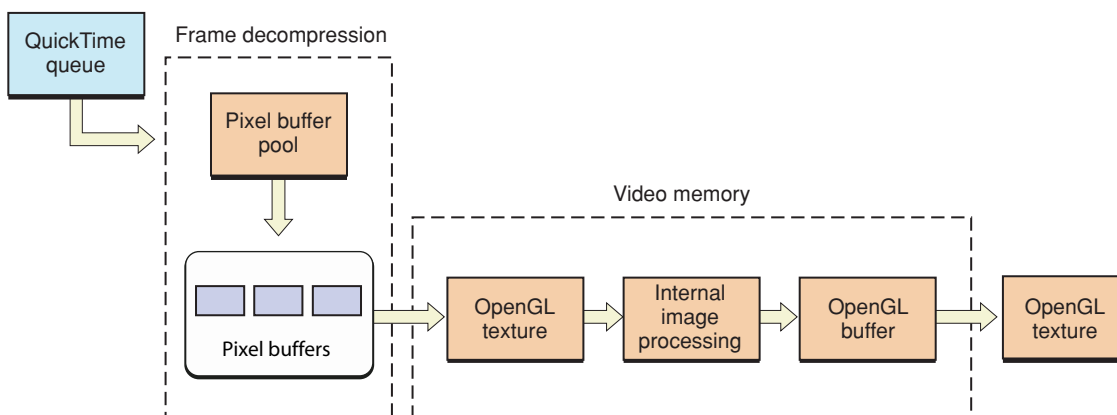 QuickTime
queue
Frame decompression
Pixel buffer
pool
Pixel buffers
Video memory
OpenGL
texture
Internal
image
processing
OpenGL
buffer
OpenGL
texture